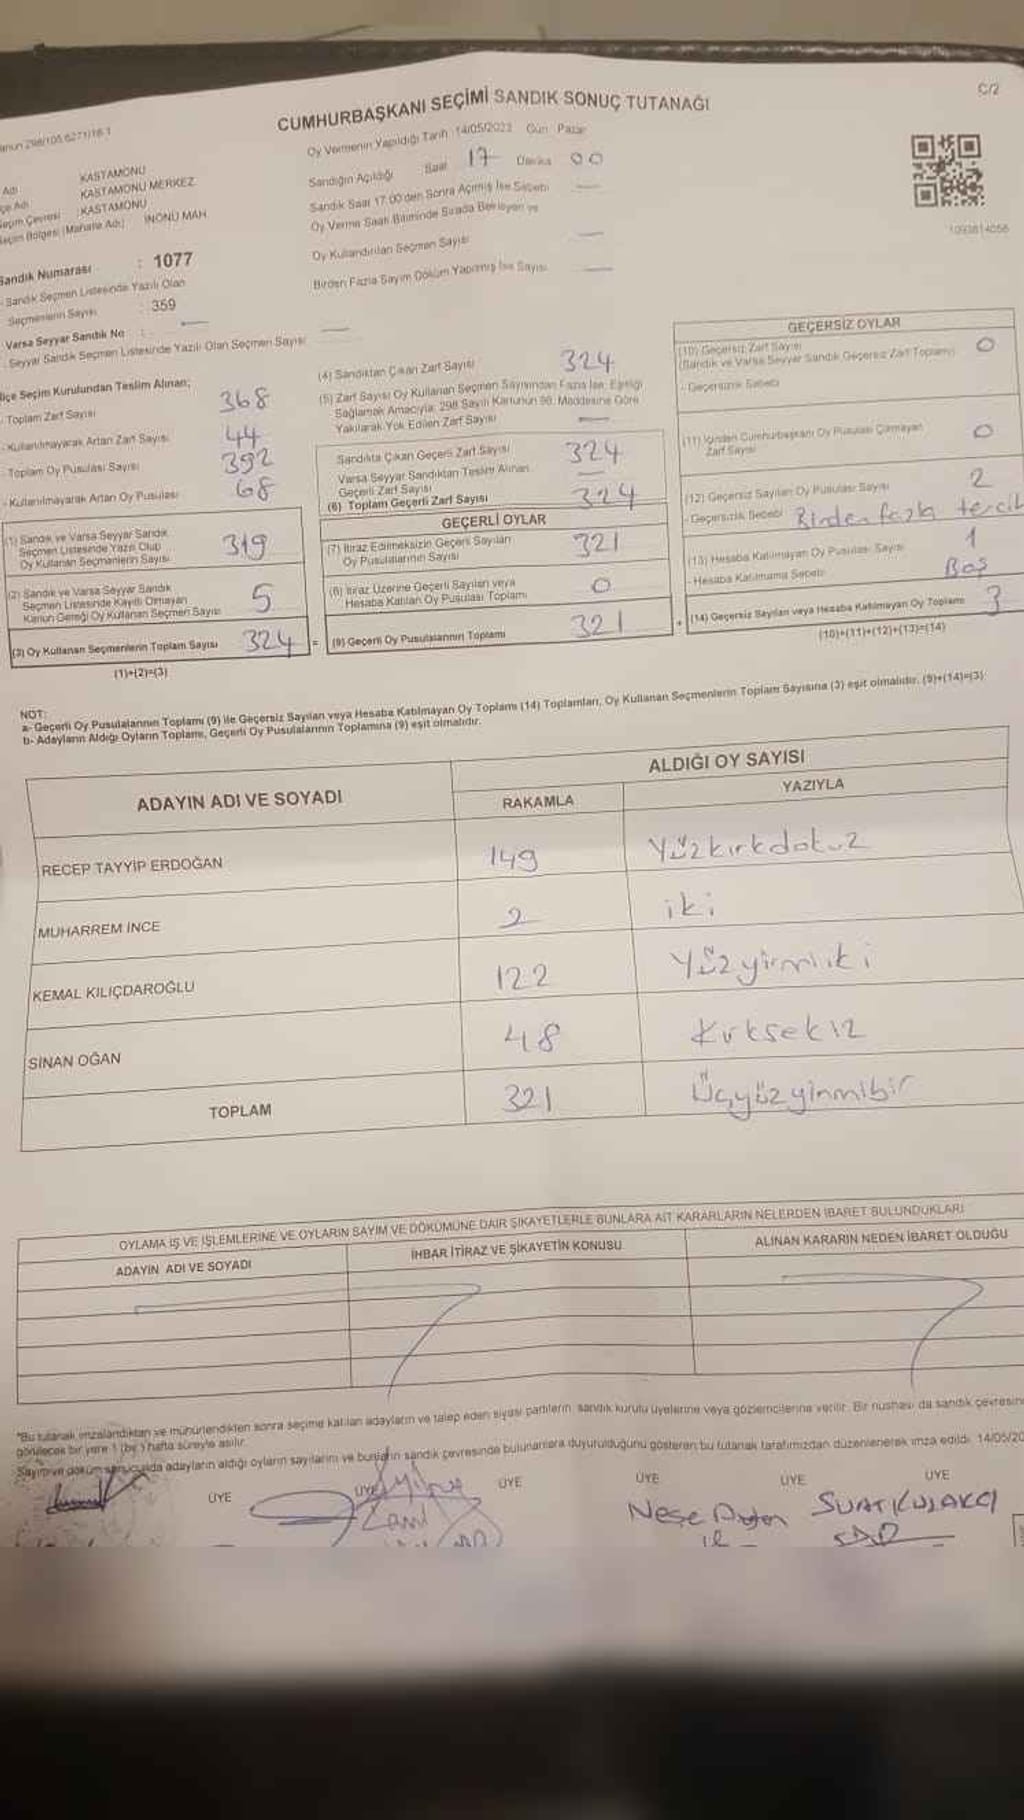 C/2
CUMHURBAŞKANI SEÇİMİ SANDIK SONUÇ TUTANAĞI
Oy Vermenin Yapıldığı Tarih 14/05/2023 Gün Pazar
KASTAMONU
KASTAMONU MERKEZ
KASTAMONU
Seçim Bölgesi (Mahalle Adı) İNÖNÜ MAH.
Sandık Numarası : 1077
Sandık Seçmen Listesinde Yazılı Olan
Seçmenlerin Sayısı : 359
Varsa Seyyar Sandık No : —
Seyyar Sandık Seçmen Listesinde Yazılı Olan Seçmen Sayısı —
Sandığın Açıldığı Saat 17 Dakika 00
Sandık Saat 17:00'den Sonra Açılmış İse Sebebi —
Oy Verme Saati Bitiminde Sırada Bekleyen ve
Oy Kullandırılan Seçmen Sayısı —
Birden Fazla Sayım Döküm Yapılmış İse Sayısı —
İlçe Seçim Kurulundan Teslim Alınan;
Toplam Zarf Sayısı 368
Kullanılmayarak Artan Zarf Sayısı 44
Toplam Oy Pusulası Sayısı 392
Kullanılmayarak Artan Oy Pusulası 68
(1) Sandık ve Varsa Seyyar Sandık
Seçmen Listesinde Yazılı Olup
Oy Kullanan Seçmenlerin Sayısı 319
(2) Sandık ve Varsa Seyyar Sandık
Seçmen Listesinde Kayıtlı Olmayan
Kanun Gereği Oy Kullanan Seçmen Sayısı 5
(3) Oy Kullanan Seçmenlerin Toplam Sayısı 324
(1)+(2)=(3)
(4) Sandıktan Çıkan Zarf Sayısı 324
(5) Zarf Sayısı Oy Kullanan Seçmen Sayısından Fazla İse, Eşitliği
Sağlamak Amacıyla, 298 Sayılı Kanunun 98. Maddesine Göre
Yakılarak Yok Edilen Zarf Sayısı —
Sandıkta Çıkan Geçerli Zarf Sayısı 324
Varsa Seyyar Sandıktan Teslim Alınan
Geçerli Zarf Sayısı —
(6) Toplam Geçerli Zarf Sayısı 324
GEÇERLİ OYLAR
(7) İtiraz Edilmeksizin Geçerli Sayılan
Oy Pusulalarının Sayısı 321
(8) İtiraz Üzerine Geçerli Sayılan veya
Hesaba Katılan Oy Pusulası Toplamı 0
= (9) Geçerli Oy Pusulalarının Toplamı 321
GEÇERSİZ OYLAR
(10) Geçersiz Zarf Sayısı
(Sandık ve Varsa Seyyar Sandık Geçersiz Zarf Toplamı) 0
- Geçersizlik Sebebi
(11) İçinden Cumhurbaşkanı Oy Pusulası Çıkmayan
Zarf Sayısı 0
(12) Geçersiz Sayılan Oy Pusulası Sayısı 2
- Geçersizlik Sebebi Birden fazla tercih
(13) Hesaba Katılmayan Oy Pusulası Sayısı 1
- Hesaba Katılmama Sebebi Boş
+ (14) Geçersiz Sayılan veya Hesaba Katılmayan Oy Toplamı 3
(10)+(11)+(12)+(13)=(14)
NOT:
a- Geçerli Oy Pusulalarının Toplamı (9) ile Geçersiz Sayılan veya Hesaba Katılmayan Oy Toplamı (14) Toplamları, Oy Kullanan Seçmenlerin Toplam Sayısına (3) eşit olmalıdır. (9)+(14)=(3)
b- Adayların Aldığı Oyların Toplamı, Geçerli Oy Pusulalarının Toplamına (9) eşit olmalıdır.
ADAYIN ADI VE SOYADI
ALDIĞI OY SAYISI
RAKAMLA YAZIYLA
RECEP TAYYİP ERDOĞAN 149 Yüzkırkdokuz
MUHARREM İNCE 2 iki
KEMAL KILIÇDAROĞLU 122 Yüzyirmiki
SİNAN OĞAN 48 Kırksekiz
TOPLAM 321 Üçyüzyirmibir
OYLAMA İŞ VE İŞLEMLERİNE VE OYLARIN SAYIM VE DÖKÜMÜNE DAİR ŞİKAYETLERLE BUNLARA AİT KARARLARIN NELERDEN İBARET BULUNDUKLARI
ADAYIN ADI VE SOYADI İHBAR İTİRAZ VE ŞİKAYETİN KONUSU ALINAN KARARIN NEDEN İBARET OLDUĞU
"Bu tutanak imzalandıktan ve mühürlendikten sonra seçime katılan adayların ve talep eden siyasi partilerin sandık kurulu üyelerine veya gözlemcilerine verilir. Bir nüshası da sandık çevresin
görülecek bir yere 1 (bir) hafta süreyle asılır.
Sayım ve döküm sonucunda adayların aldığı oyların sayılarını ve bunların sandık çevresinde bulunanlara duyurulduğunu gösteren bu tutanak tarafımızdan düzenlenerek imza edildi. 14/05/20
ÜYE ÜYE ÜYE ÜYE ÜYE ÜYE
Neşe SUAT